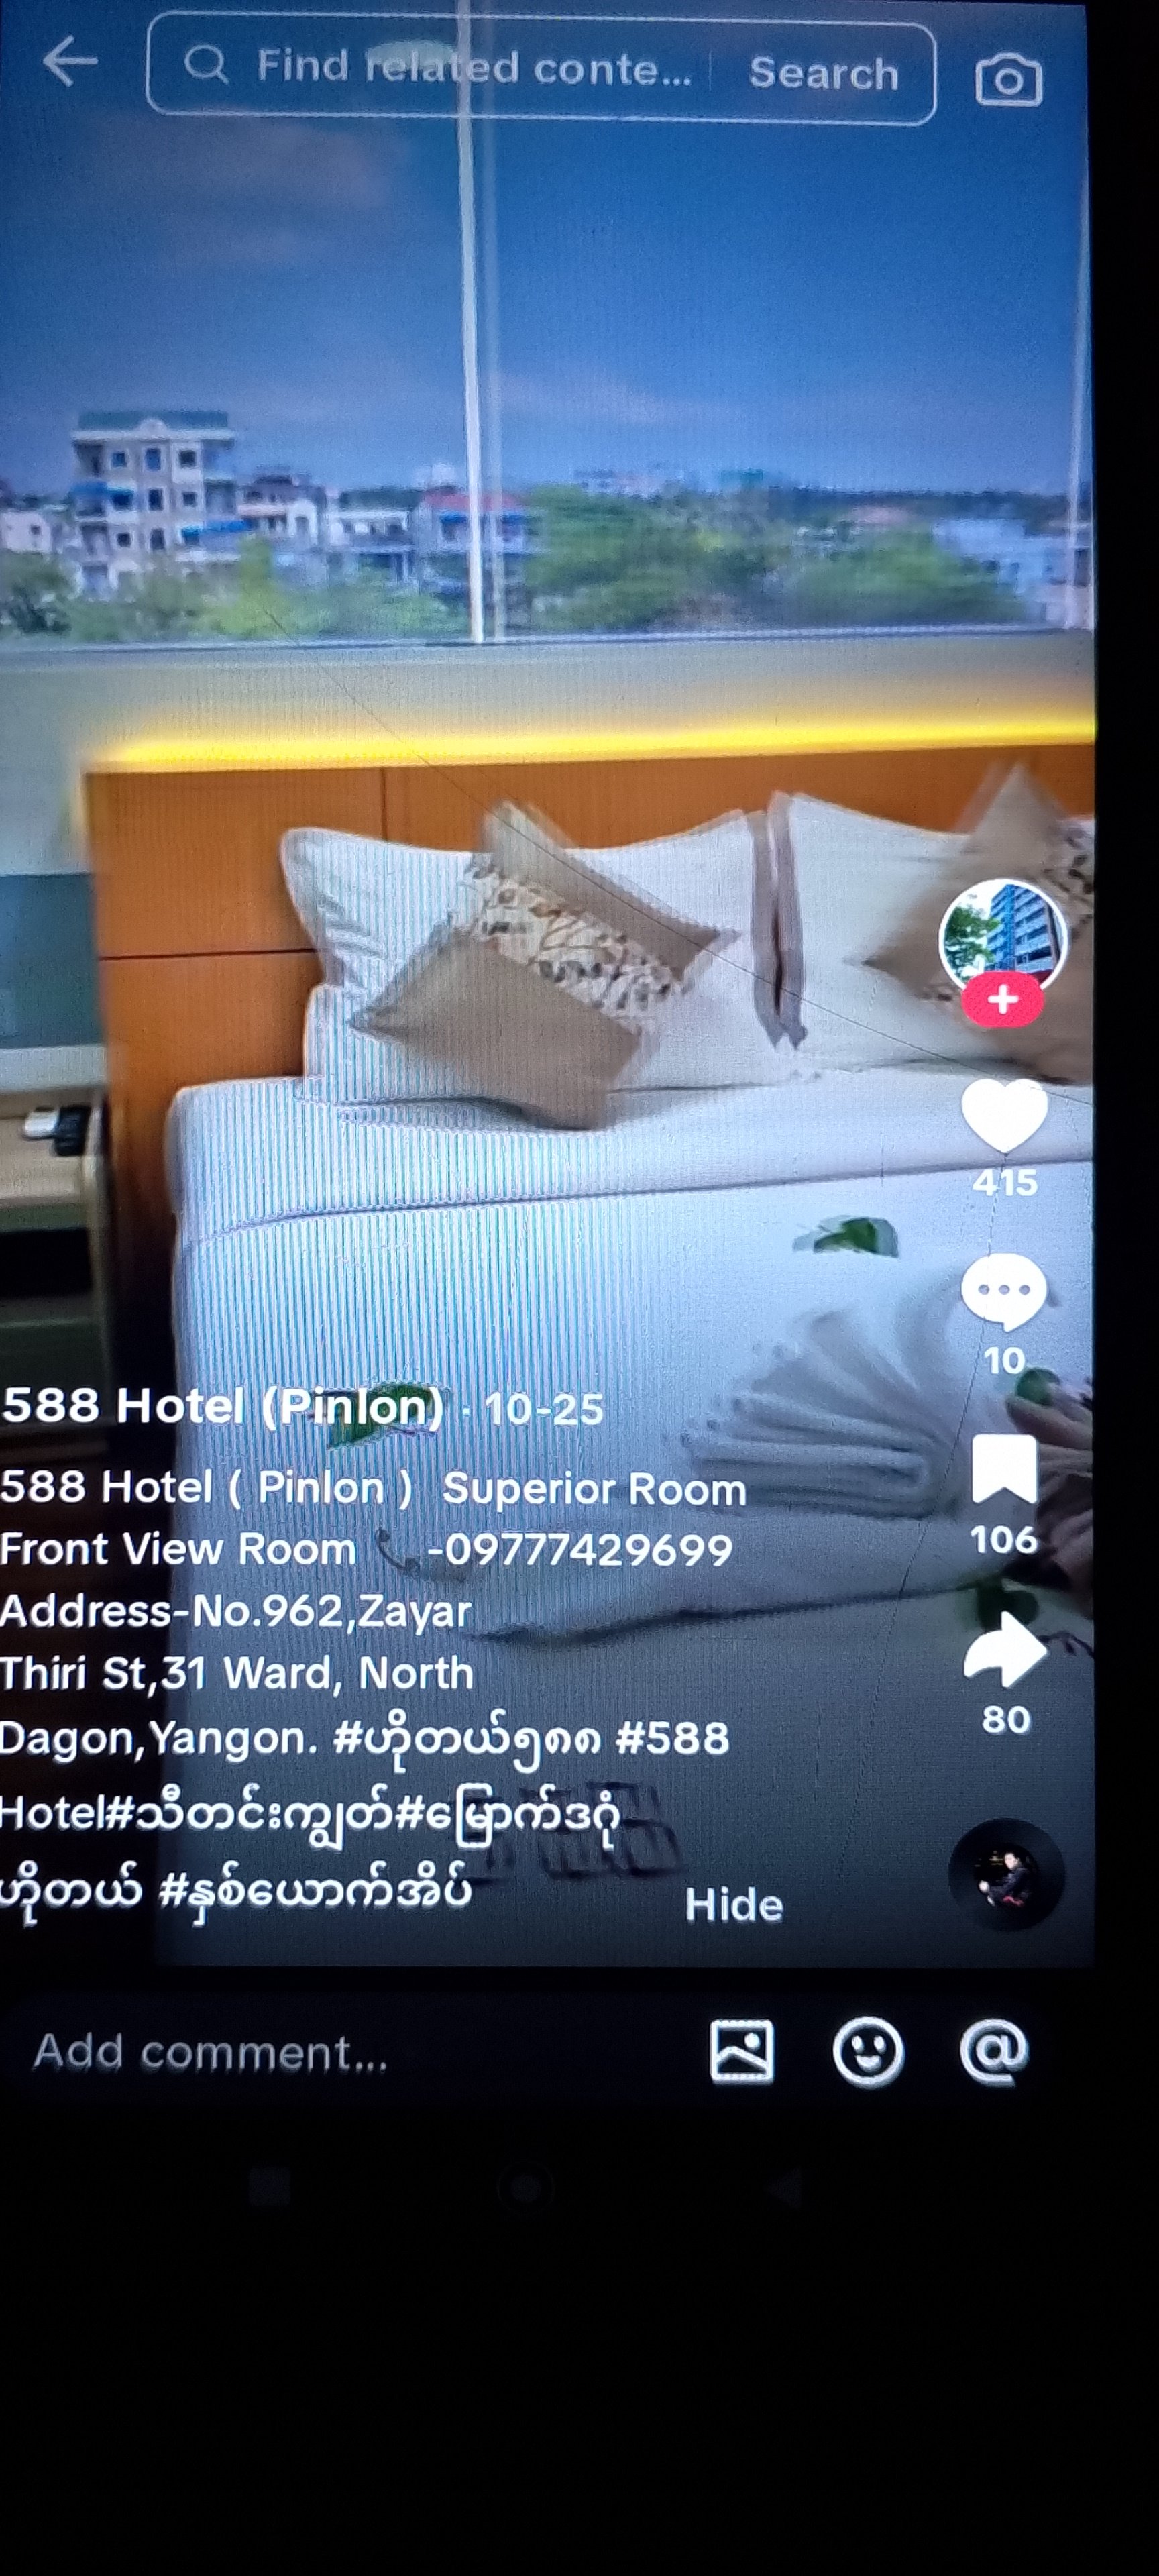 Find related conte... Search
415
10
588 Hotel (Pinlon) · 10-25
588 Hotel ( Pinlon ) Superior Room
Front View Room 📞-09777429699
106
Address-No.962,Zayar
Thiri St,31 Ward, North
Dagon,Yangon. #ဟိုတယ်၅၈၈ #588
80
Hotel#သီတင်းကျွတ်#မြောက်ဒဂုံ
ဟိုတယ် #နှစ်ယောက်အိပ်
Hide
Add comment...